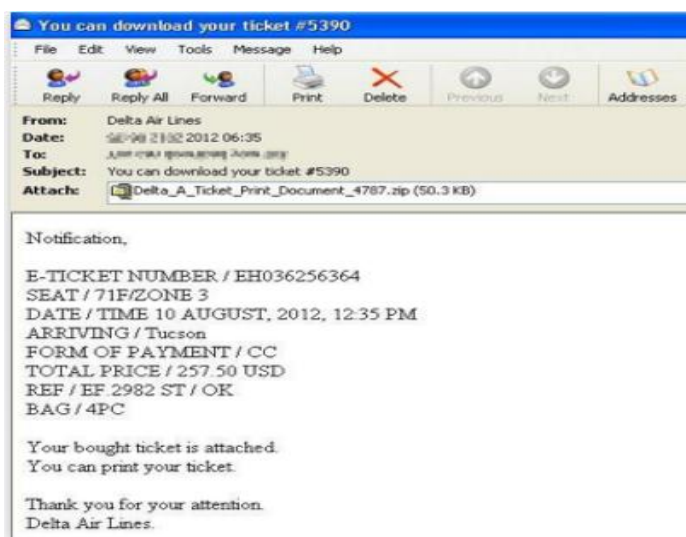 You can download your ticket #5390
File Edit View Tools Message Help
Reply Reply All Forward Print Delete Previous Next Addresses
From: Delta Air Lines
Date: 2012 06:35
To:
Subject: You can download your ticket #5390
Attach: Delta_A_Ticket_Print_Document_4787.zip (50.3 KB)
Notification,
E-TICKET NUMBER / EH036256364
SEAT / 71F/ZONE 3
DATE / TIME 10 AUGUST, 2012, 12:35 PM
ARRIVING / Tucson
FORM OF PAYMENT / CC
TOTAL PRICE / 257.50 USD
REF / EF.2982 ST / OK
BAG / 4PC
Your bought ticket is attached.
You can print your ticket.
Thank you for your attention.
Delta Air Lines.